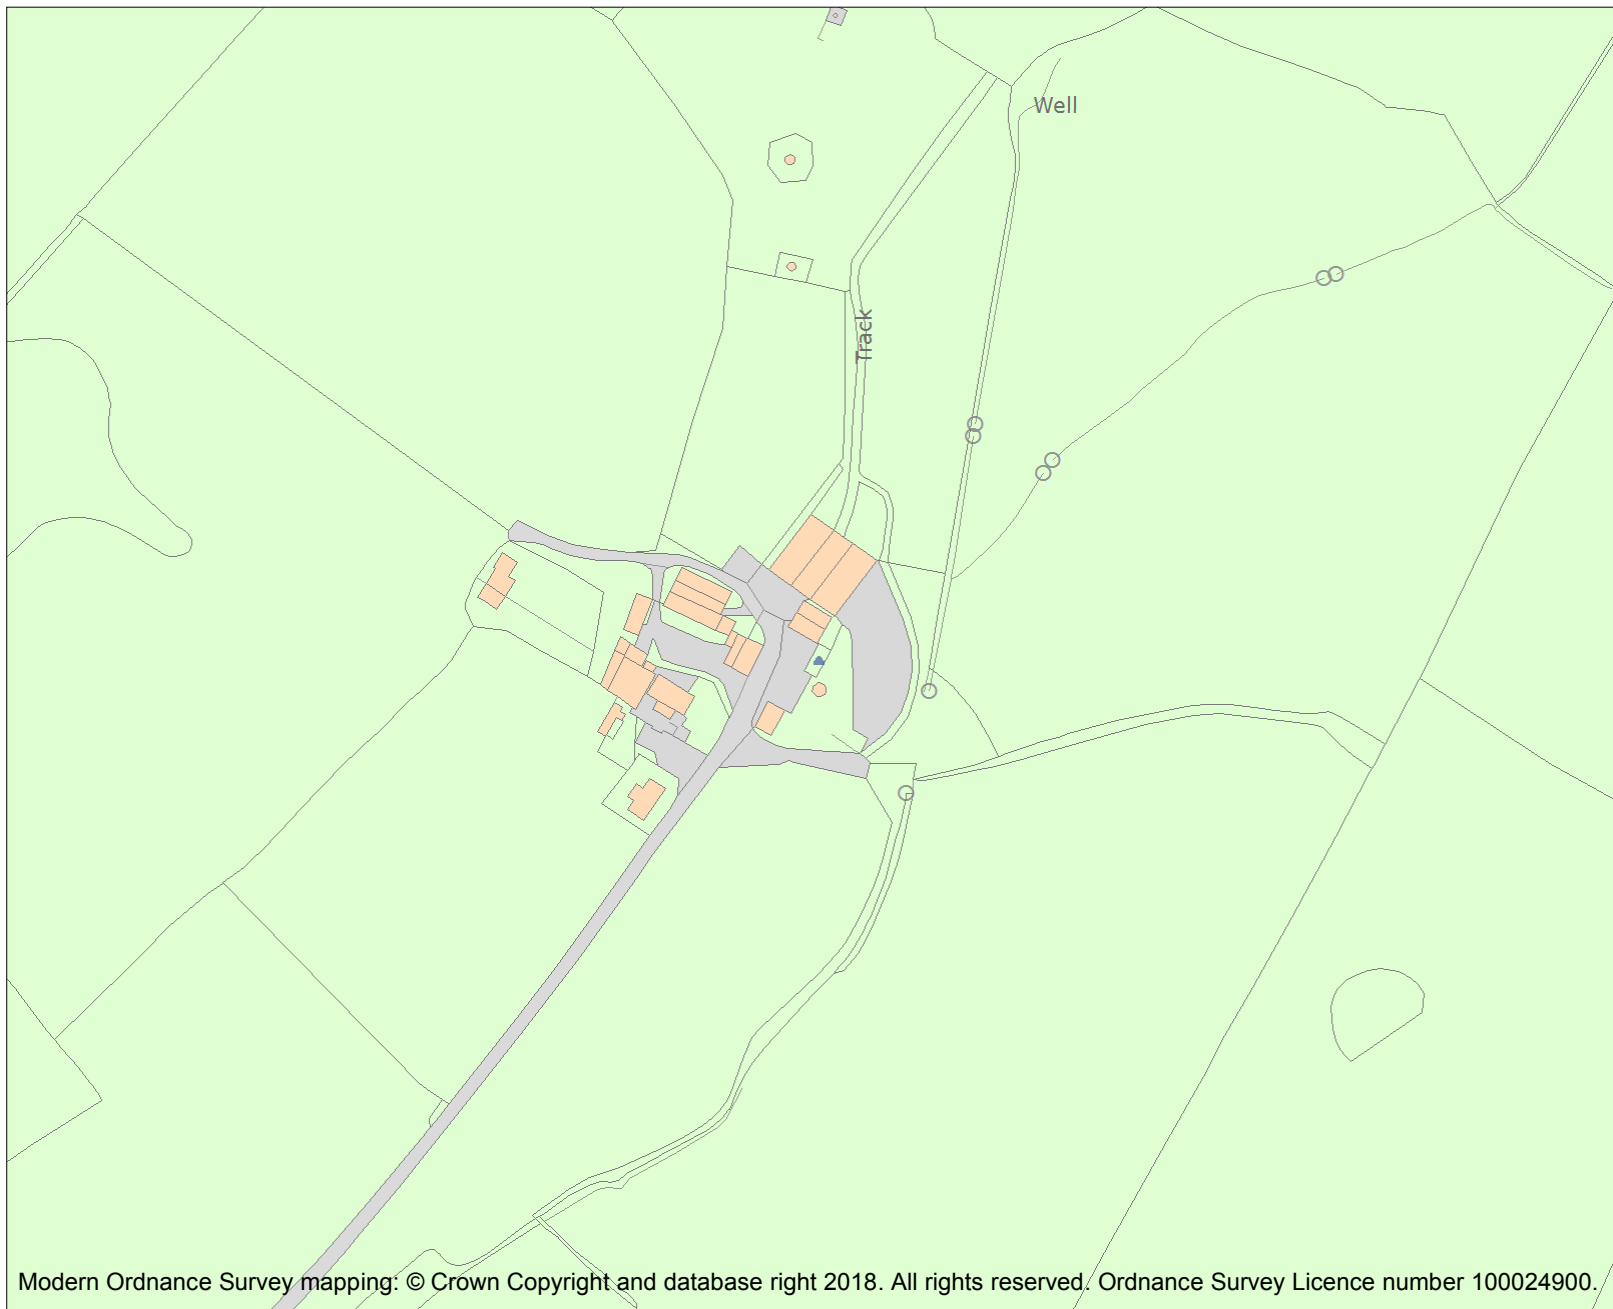 Well
Track
Modern Ordnance Survey mapping: © Crown Copyright and database right 2018. All rights reserved. Ordnance Survey Licence number 100024900.